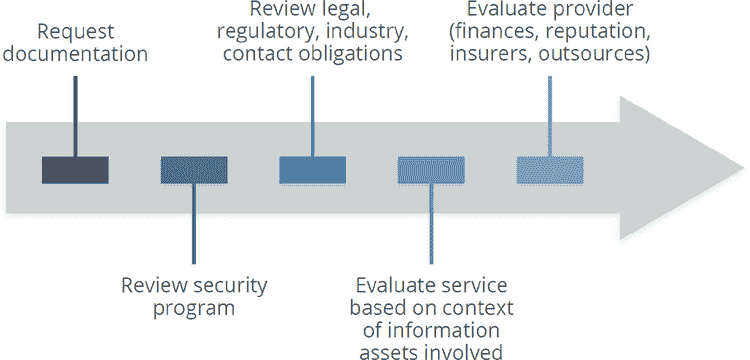 Request
documentation
Review security
program
Review legal,
regulatory, industry,
contact obligations
Evaluate service
based on context
of information
assets involved
Evaluate provider
(finances, reputation,
insurers, outsources)